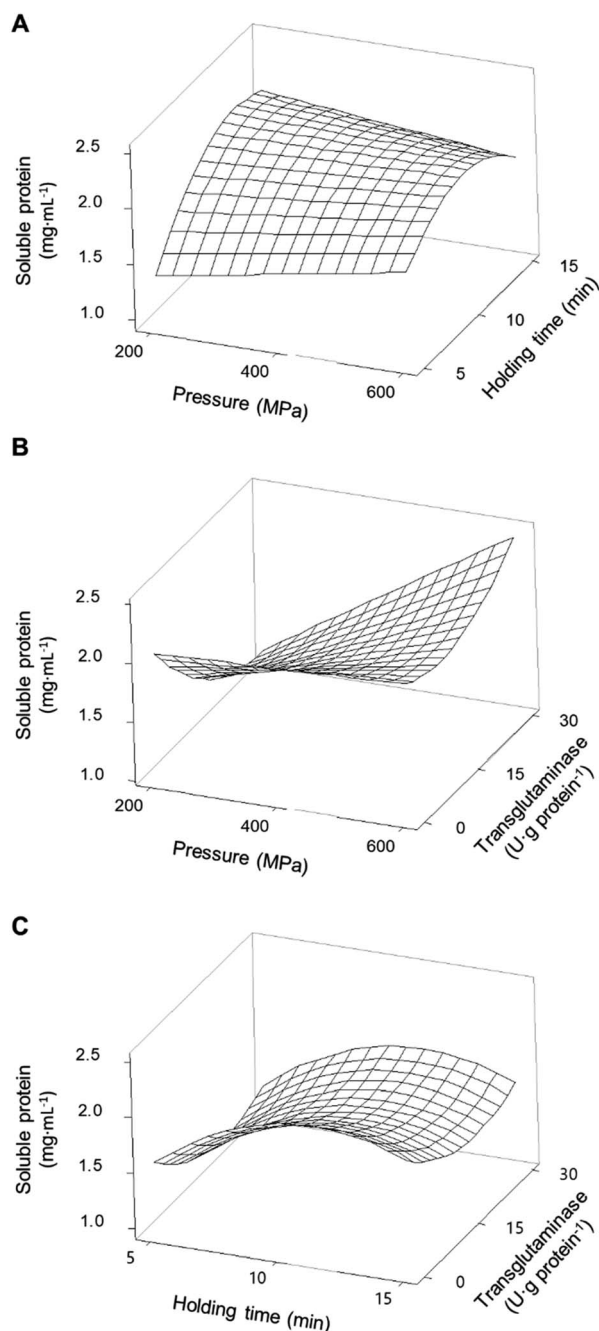 A
Soluble protein
(mg·mL-1)
2.5
2.0
1.5
1.0
200
400
600
Pressure (MPa)
5
10
15
Holding time (min)
B
Soluble protein
(mg·mL-1)
2.5
2.0
1.5
1.0
200
400
600
Pressure (MPa)
0
15
30
Transglutaminase
(U·g protein-1)
C
Soluble protein
(mg·mL-1)
2.5
2.0
1.5
1.0
5
10
15
Holding time (min)
0
15
30
Transglutaminase
(U·g protein-1)